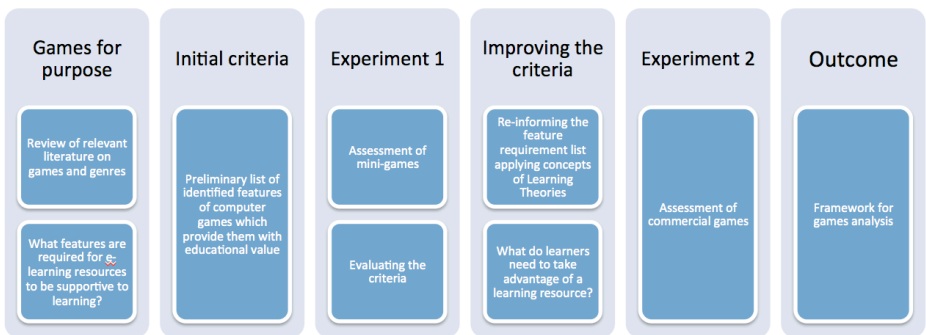 Games for
purpose
Review of relevant
literature on
games and genres
What features are
required for e-
learning resources
to be supportive to
learning?
Initial criteria
Preliminary list of
identified features
of computer
games which
provide them with
educational value
Experiment 1
Assessment of
mini-games
Evaluating the
criteria
Improving the
criteria
Re-informing the
feature
requirement list
applying concepts
of Learning
Theories
What do learners
need to take
advantage of a
learning resource?
Experiment 2
Assessment of
commercial games
Outcome
Framework for
games analysis